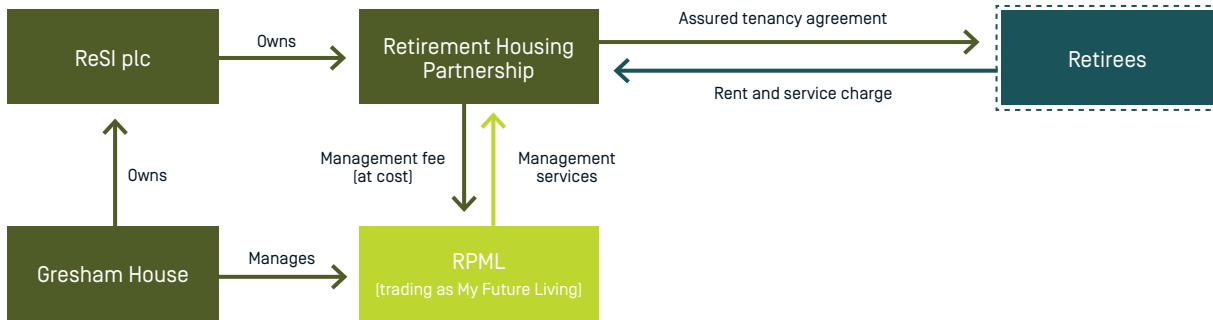 ReSI plc
Owns
Retirement Housing
Partnership
Assured tenancy agreement
Rent and service charge
Retirees
Owns
Management fee
(at cost)
Management
services
Gresham House
Manages
RPML
(trading as My Future Living)